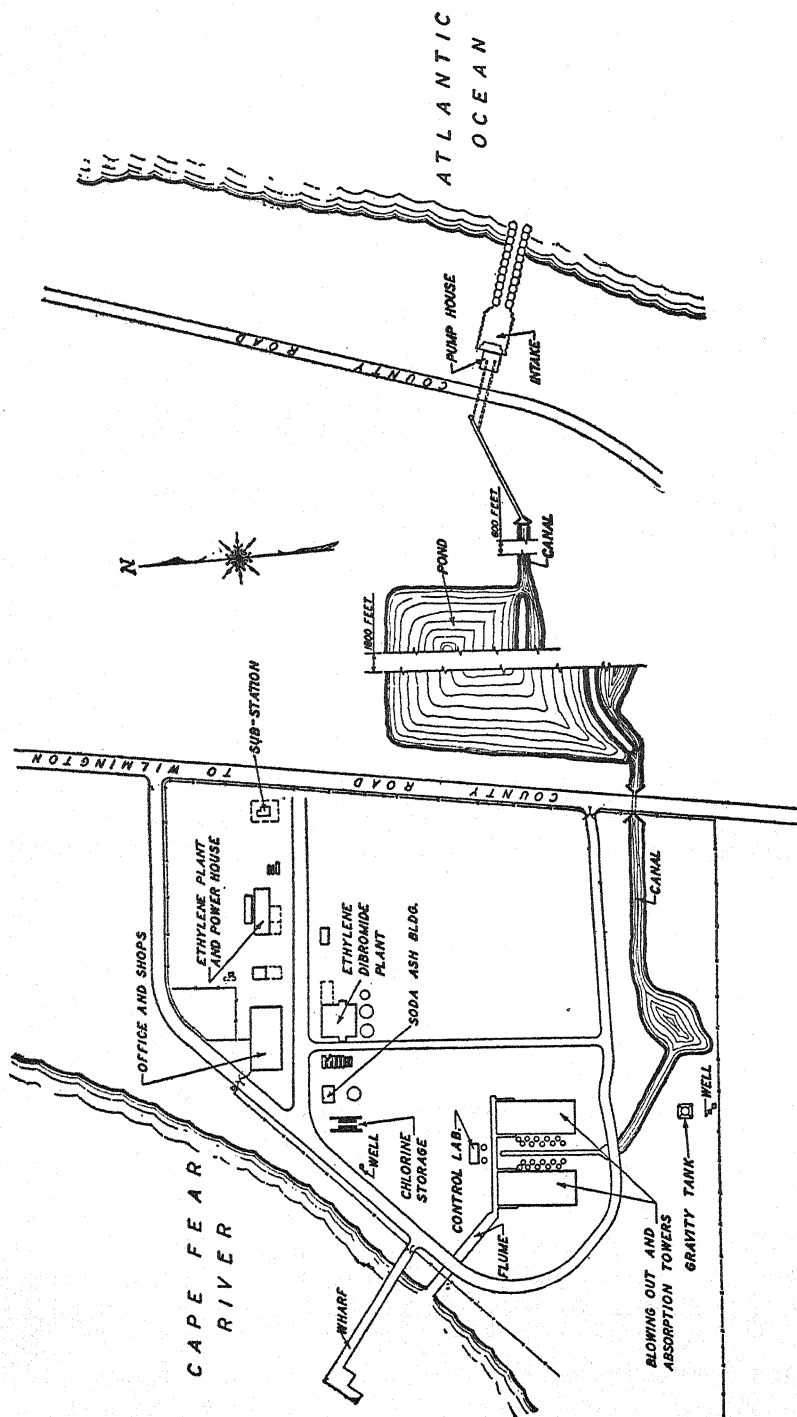 ATLANTIC
OCEAN
PUMP HOUSE
INTAKE
COUNTY ROAD
600 FEET
CANAL
N
POND
1800 FEET
SUB-STATION
COUNTY ROAD TO WILMINGTON
ETHYLENE PLANT
AND POWER HOUSE
OFFICE AND SHOPS
ETHYLENE
DIBROMIDE
PLANT
SODA ASH BLDG.
CANAL
CAPE FEAR
RIVER
WELL
CHLORINE
STORAGE
CONTROL LAB.
WELL
GRAVITY TANK
FLUME
WHARF
BLOWING OUT AND
ABSORPTION TOWERS